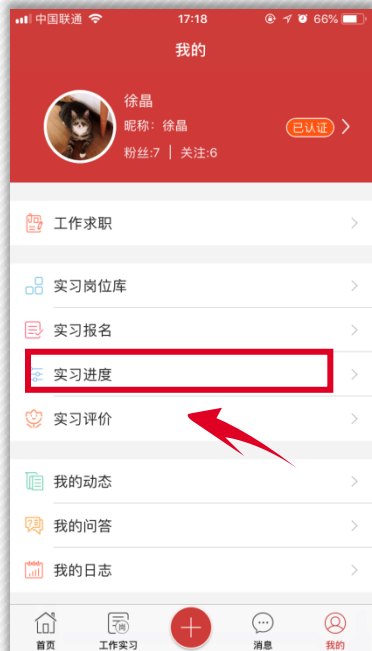 中国联通 17:18 66%
我的
徐晶
昵称：徐晶
已认证
粉丝:7 | 关注:6
工作求职
实习岗位库
实习报名
实习进度
实习评价
我的动态
我的问答
我的日志
岗
首页 工作实习 消息 我的